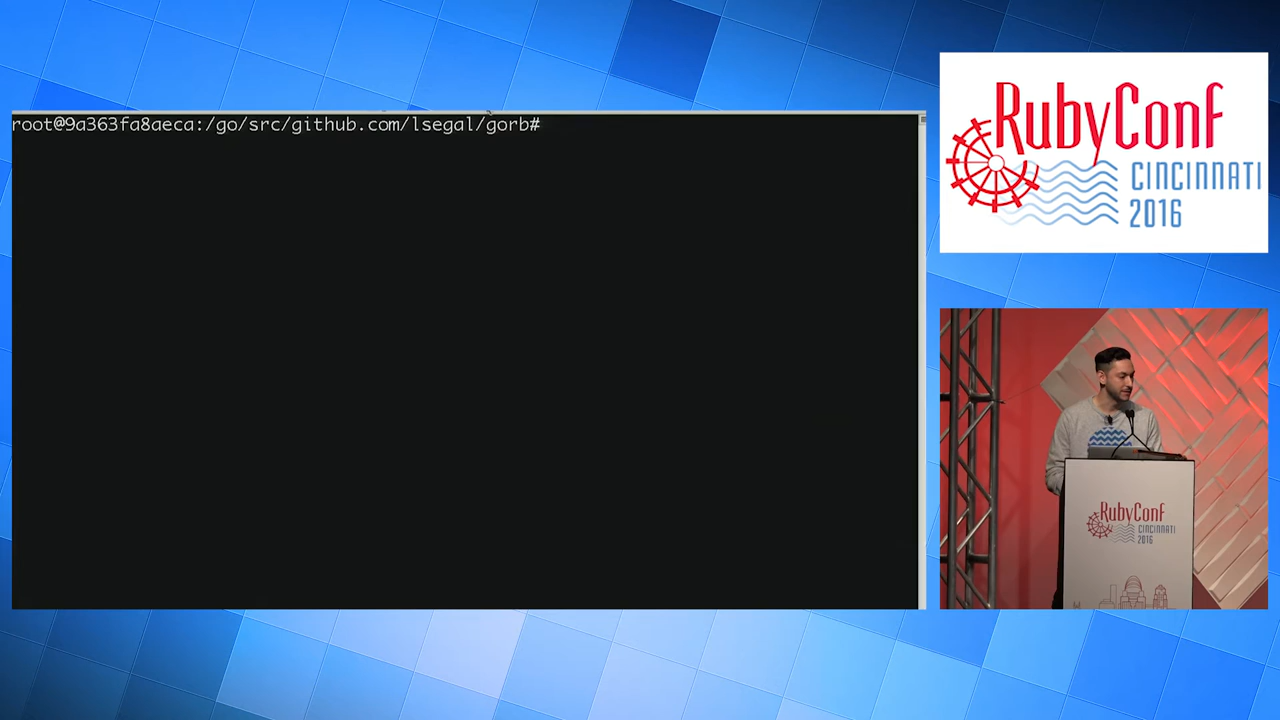 root@9a363fa8aeca:/go/src/github.com/lsegal/gorb#
RubyConf
CINCINNATI
2016
RubyConf
CINCINNATI
2016